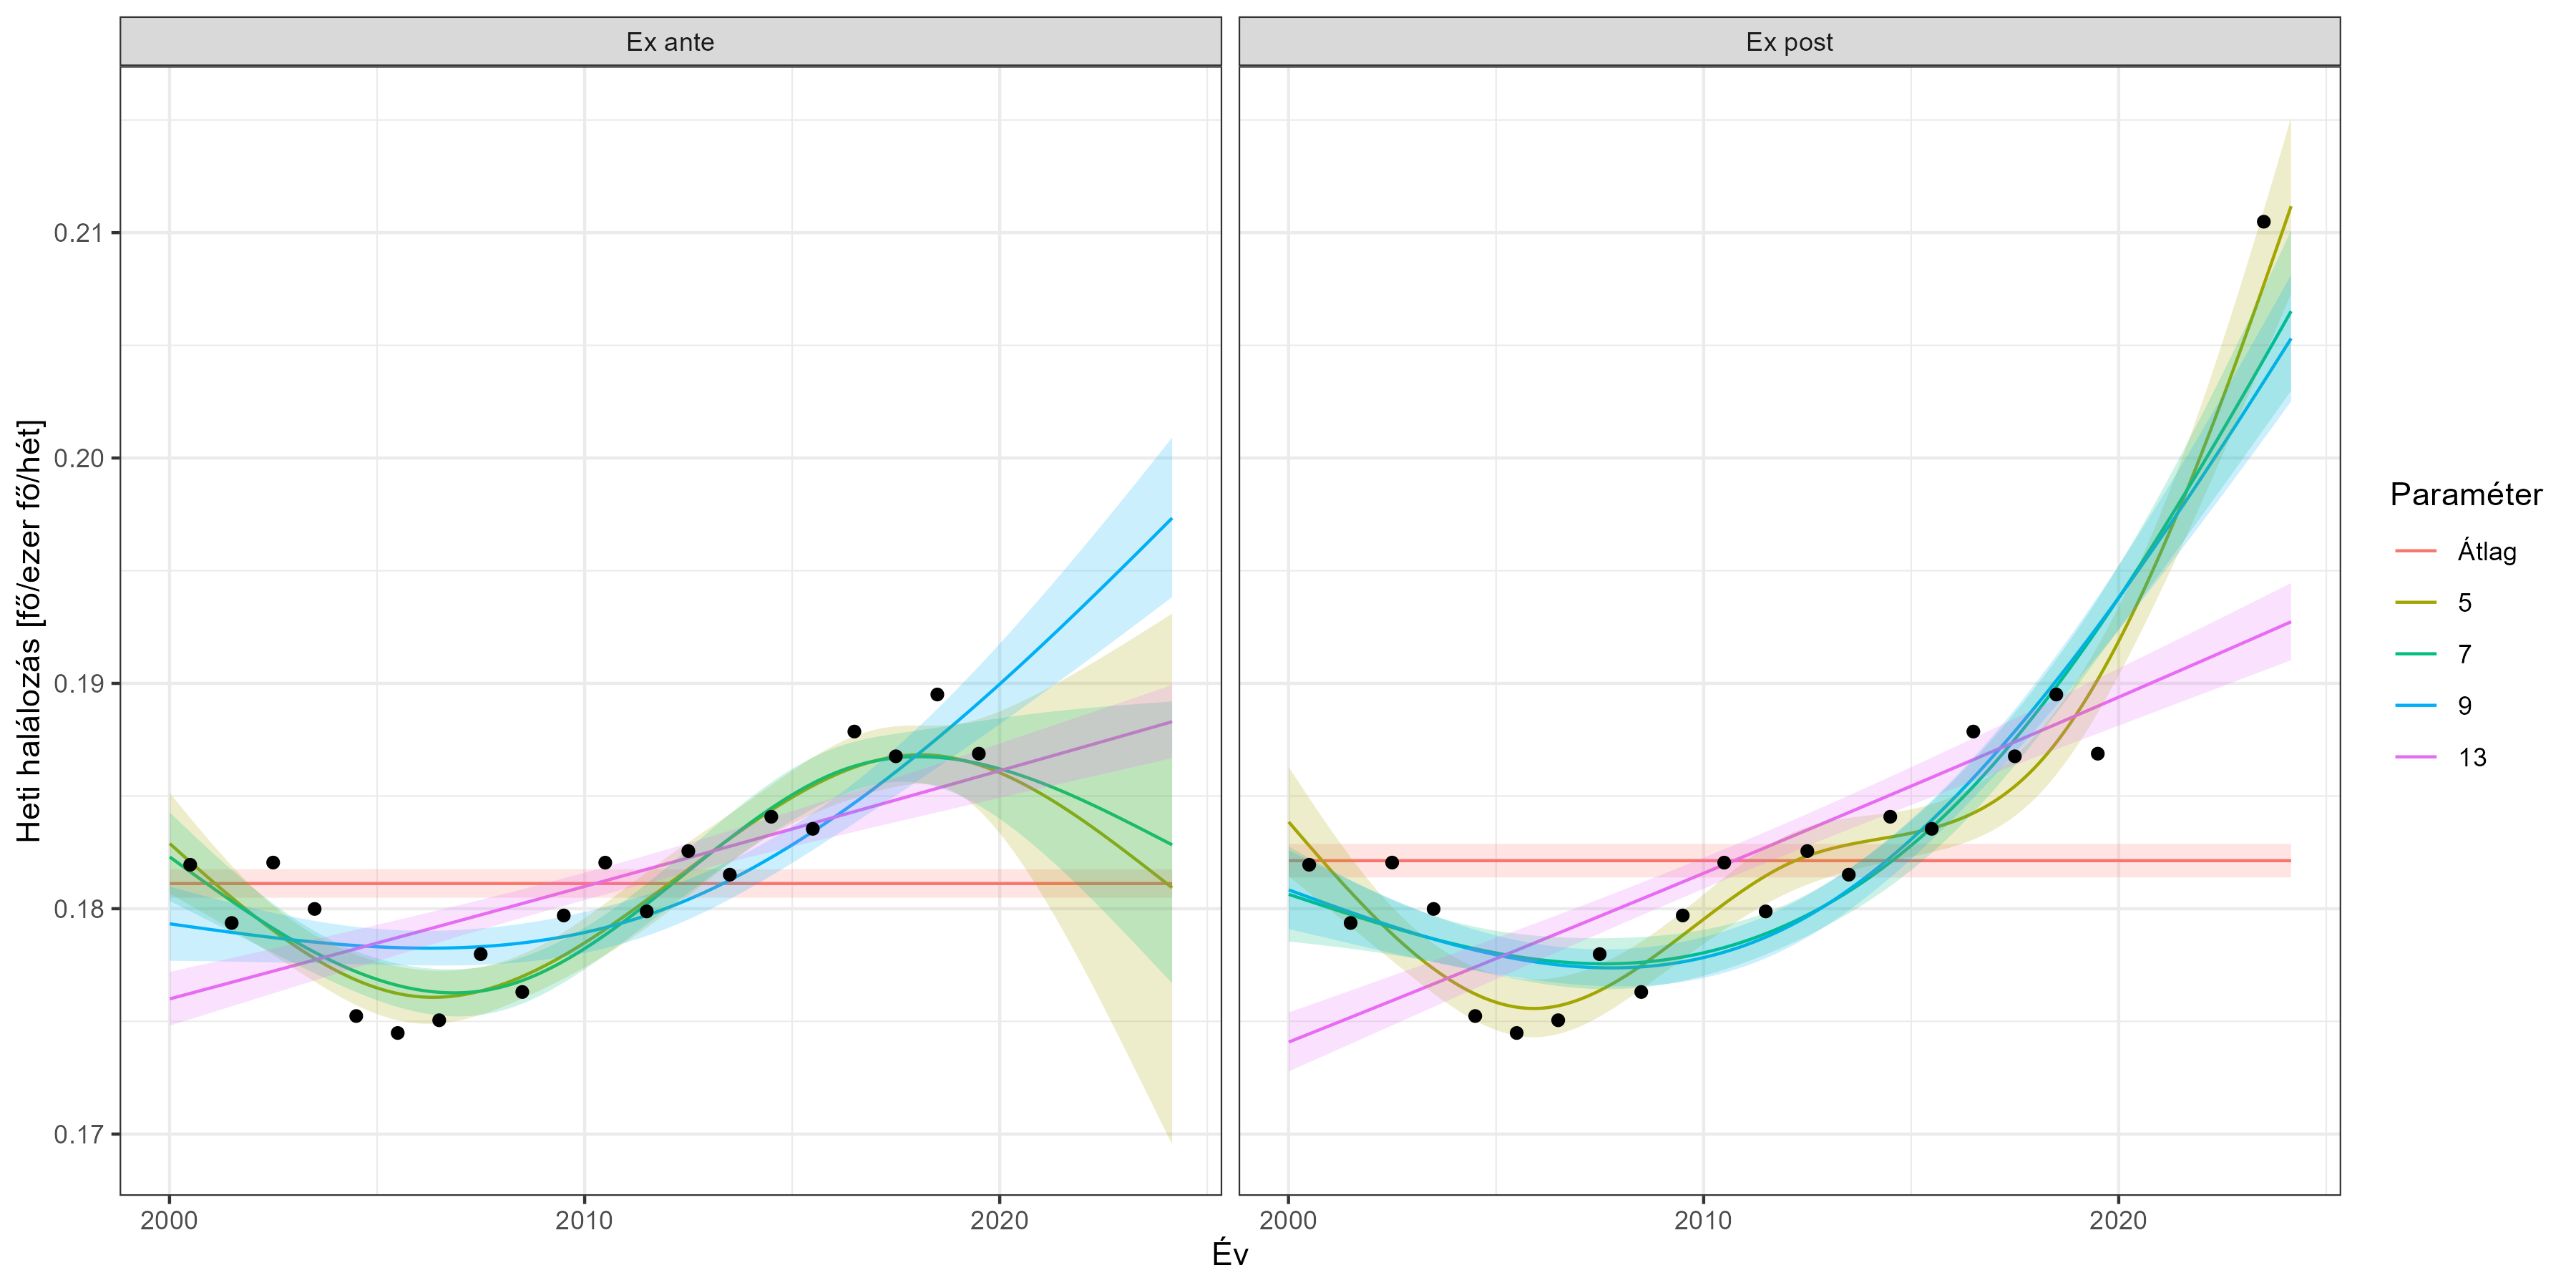 Ex ante
Ex post
Heti halálozás [fő/ezer fő/hét]
0.21
0.20
0.19
0.18
0.17
2000
2010
2020
2000
2010
2020
Év
Paraméter
Átlag
5
7
9
13